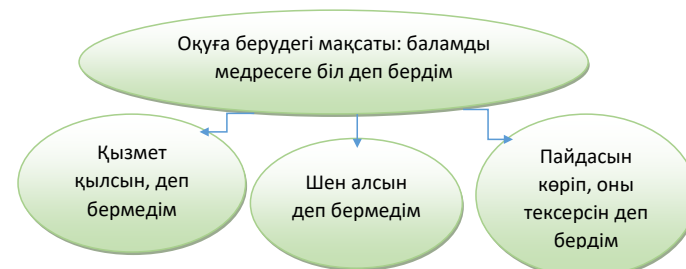 Оқуға берудегі мақсаты: баламды
медресеге біл деп бердім
Қызмет
қылсын, деп
бермедім
Шен алсын
деп бермедім
Пайдасын
көріп, оны
тексерсін деп
бердім